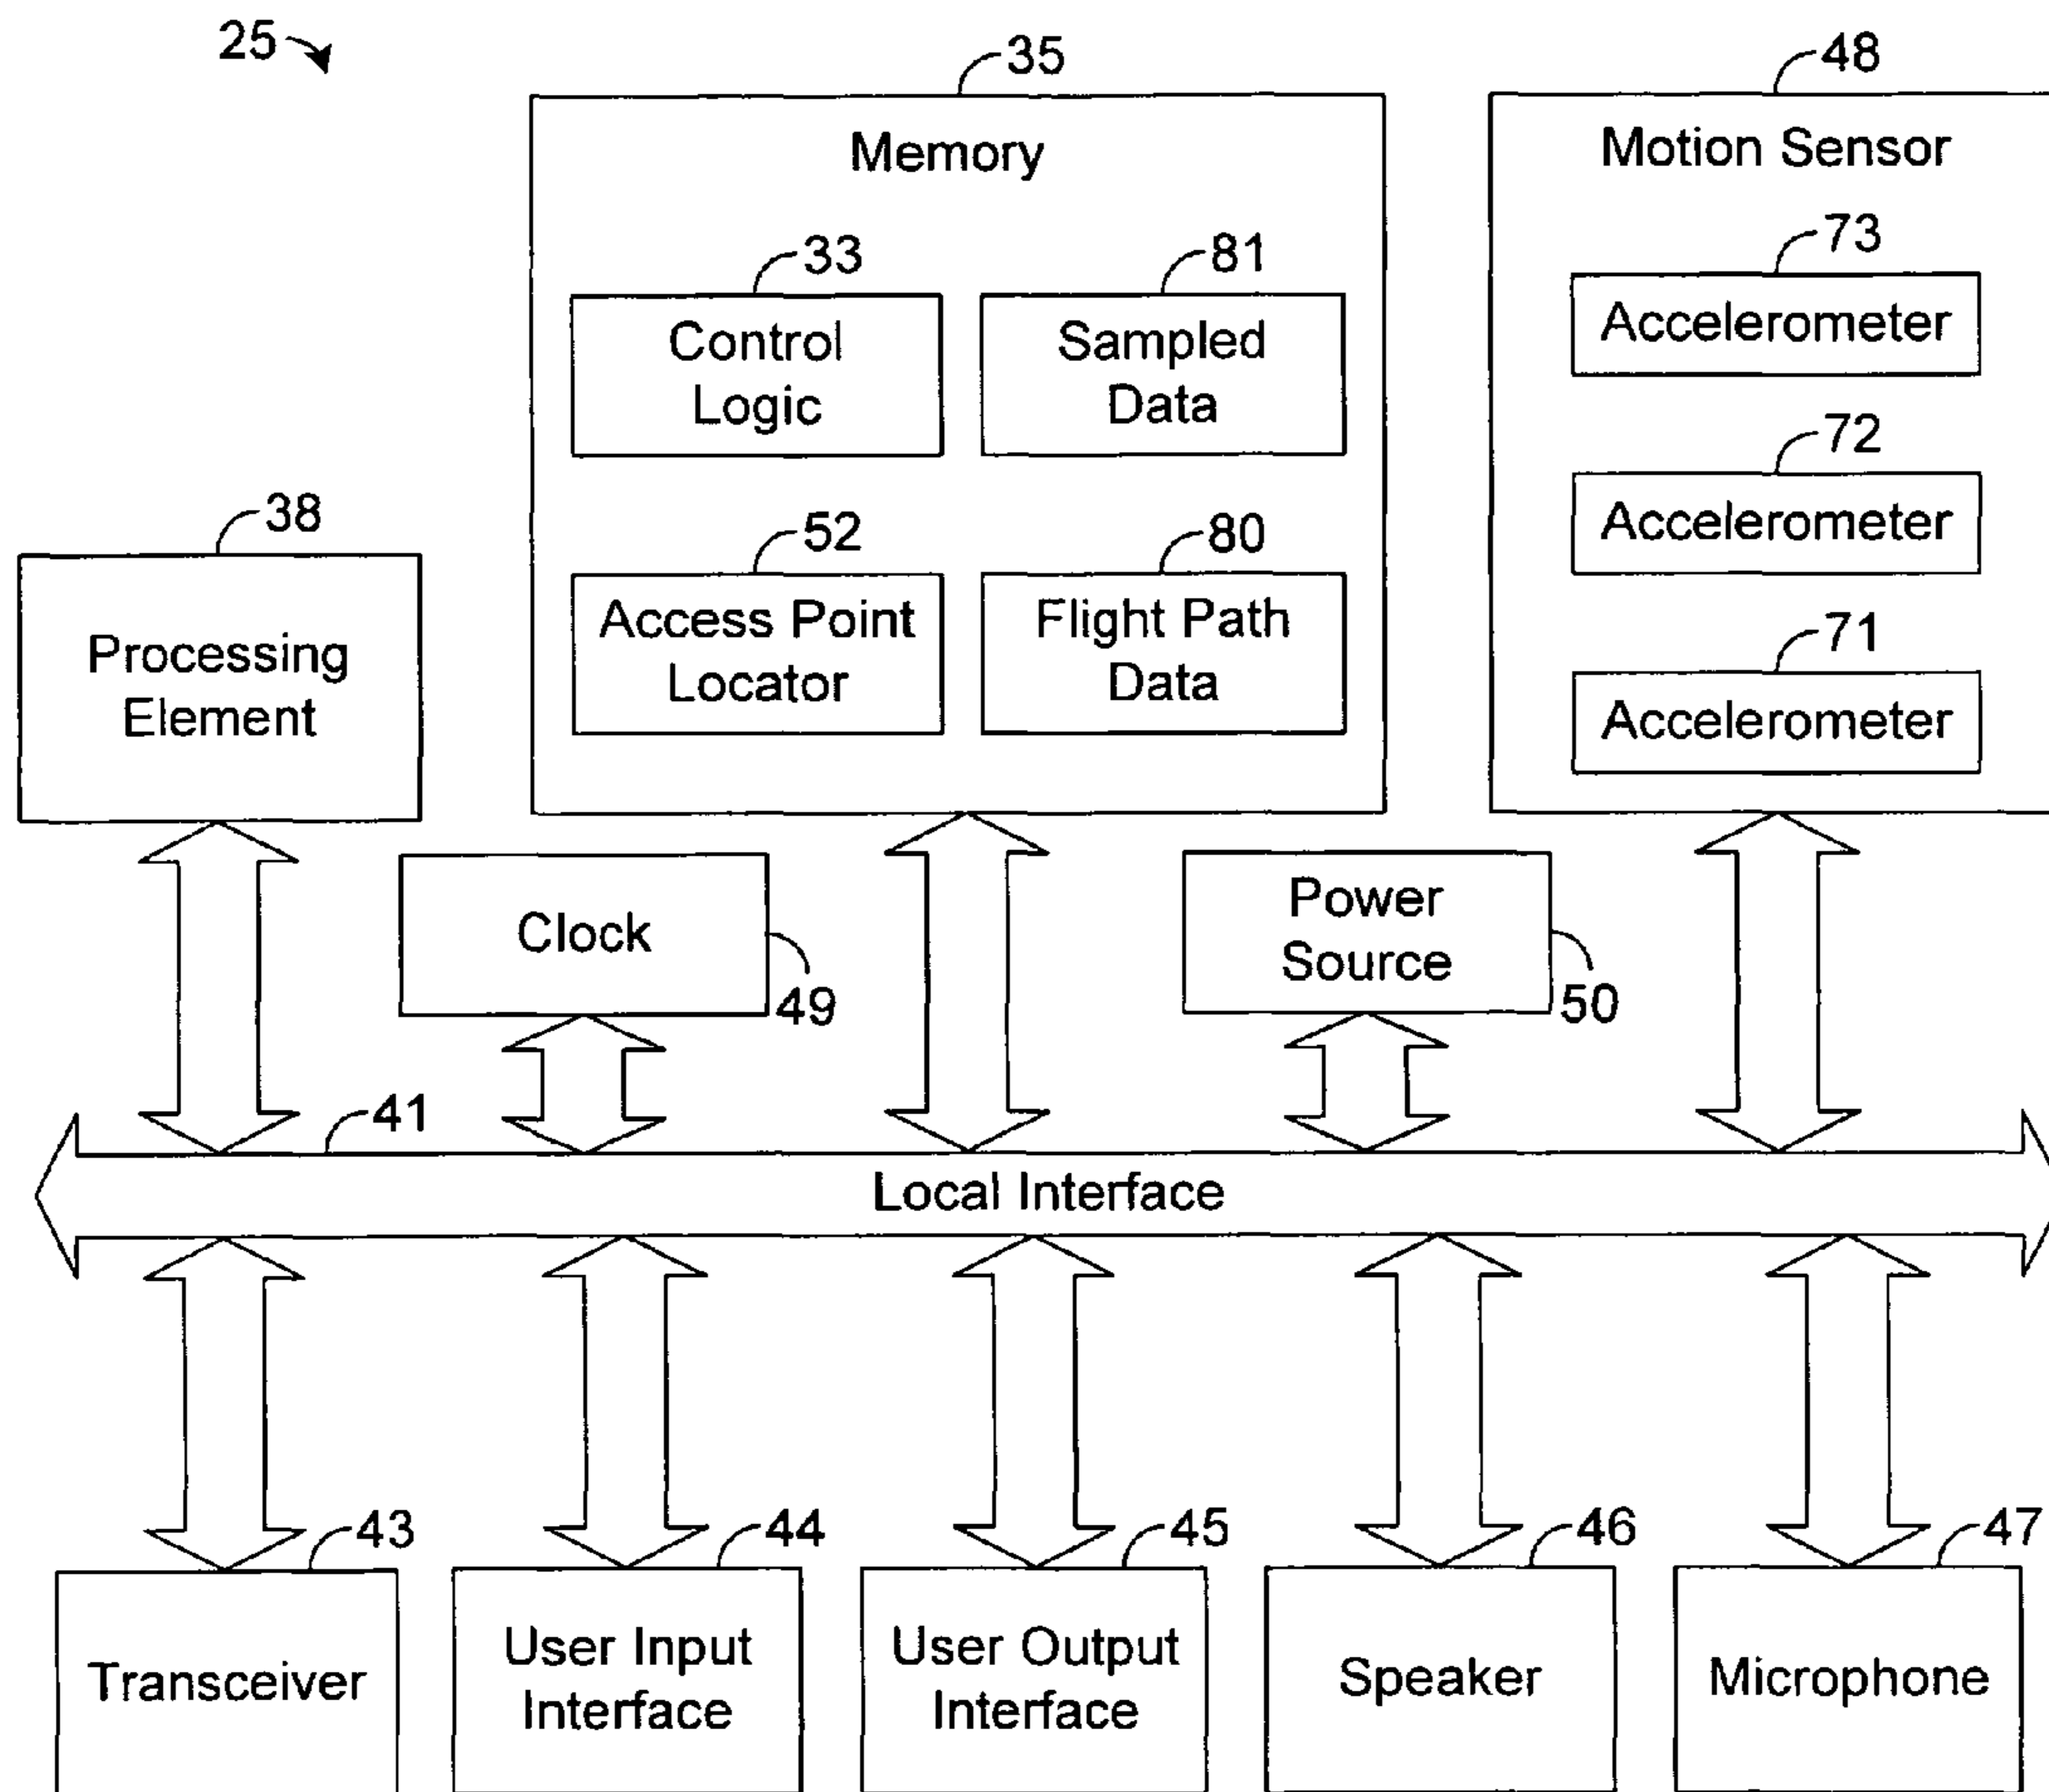 25
35
48
Memory
Motion Sensor
73
33
81
Accelerometer
Control
Logic
Sampled
Data
72
Accelerometer
38
52
80
Processing
Element
Access Point
Locator
Flight Path
Data
71
Accelerometer
Clock
49
Power
Source
50
41
Local Interface
43
44
45
46
47
Transceiver
User Input
Interface
User Output
Interface
Speaker
Microphone